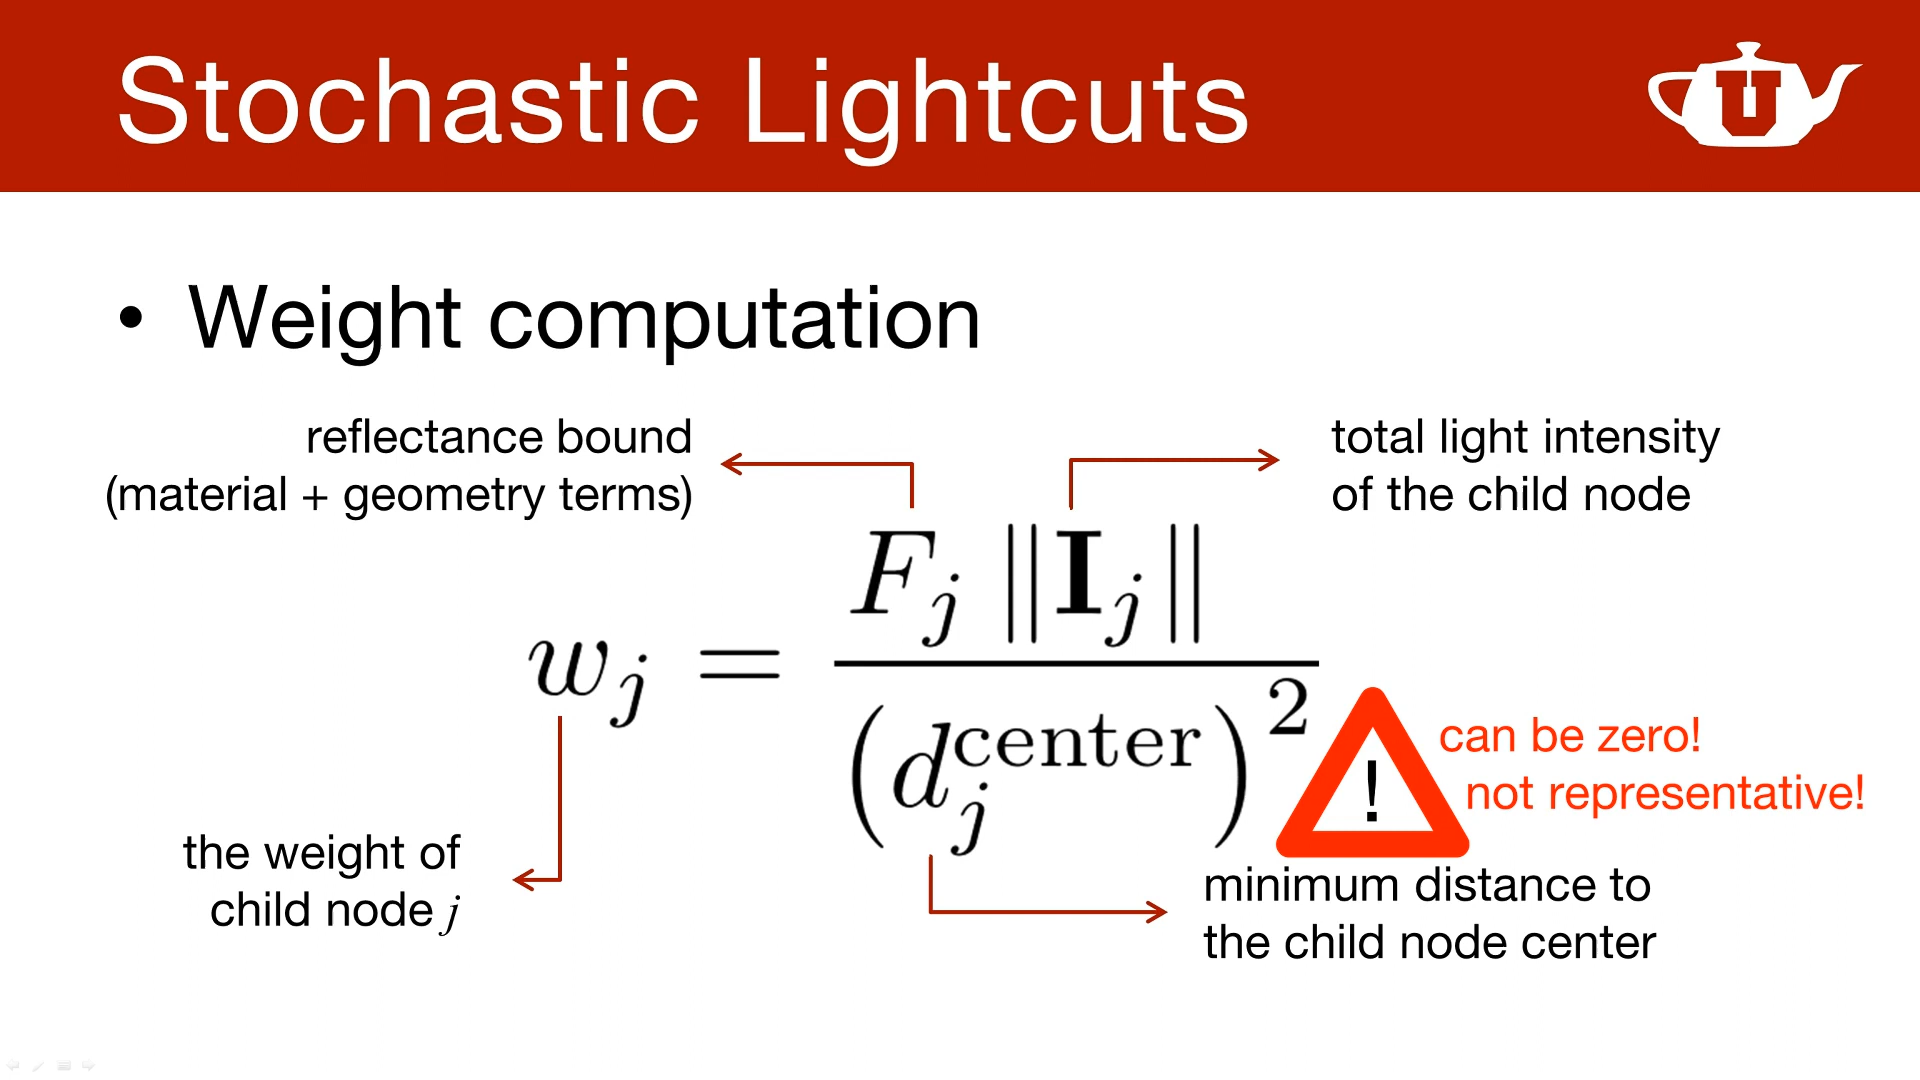 Stochastic Lightcuts
U
• Weight computation
reflectance bound
(material + geometry terms)
total light intensity
of the child node
w_j = F_j ‖I_j‖ / (d_j^center)^2
!
can be zero!
not representative!
the weight of
child node j
minimum distance to
the child node center